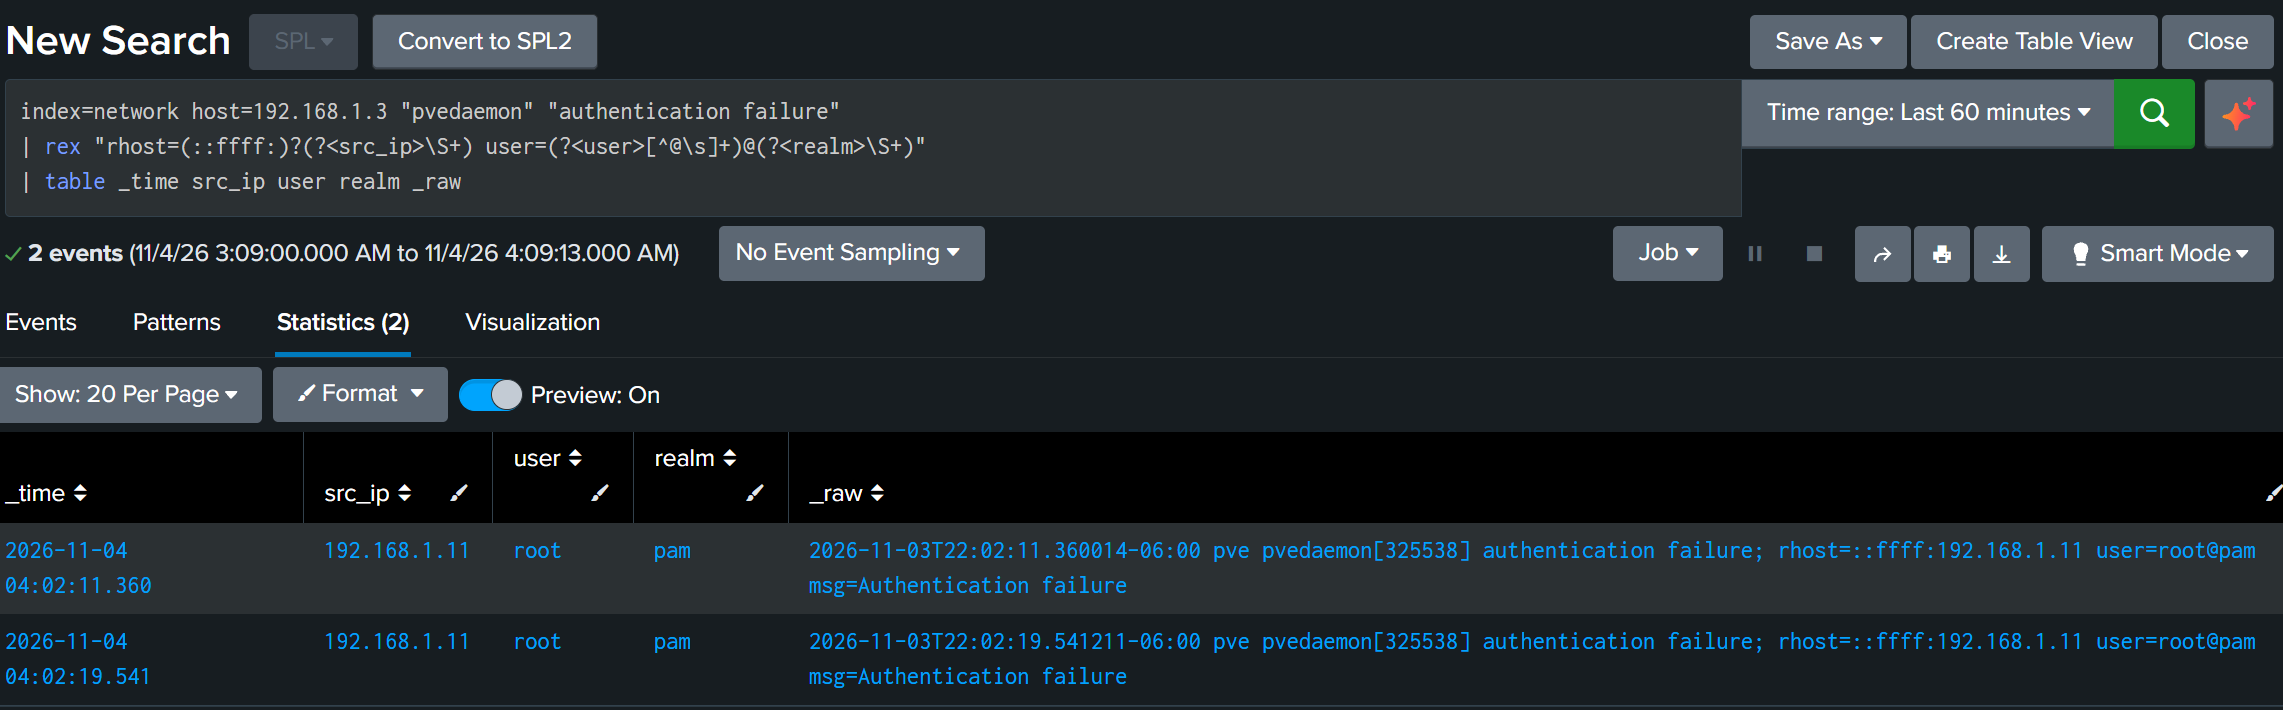 New Search SPL Convert to SPL2 Save As Create Table View Close
index=network host=192.168.1.3 "pvedaemon" "authentication failure"
| rex "rhost=(::ffff:)?(?<src_ip>\S+) user=(?<user>[^@\s]+)@(?<realm>\S+)"
| table _time src_ip user realm _raw
Time range: Last 60 minutes
2 events (11/4/26 3:09:00.000 AM to 11/4/26 4:09:13.000 AM) No Event Sampling Job Smart Mode
Events Patterns Statistics (2) Visualization
Show: 20 Per Page Format Preview: On
_time src_ip user realm _raw
2026-11-04 192.168.1.11 root pam 2026-11-03T22:02:11.360014-06:00 pve pvedaemon[325538] authentication failure; rhost=::ffff:192.168.1.11 user=root@pam
04:02:11.360 msg=Authentication failure
2026-11-04 192.168.1.11 root pam 2026-11-03T22:02:19.541211-06:00 pve pvedaemon[325538] authentication failure; rhost=::ffff:192.168.1.11 user=root@pam
04:02:19.541 msg=Authentication failure